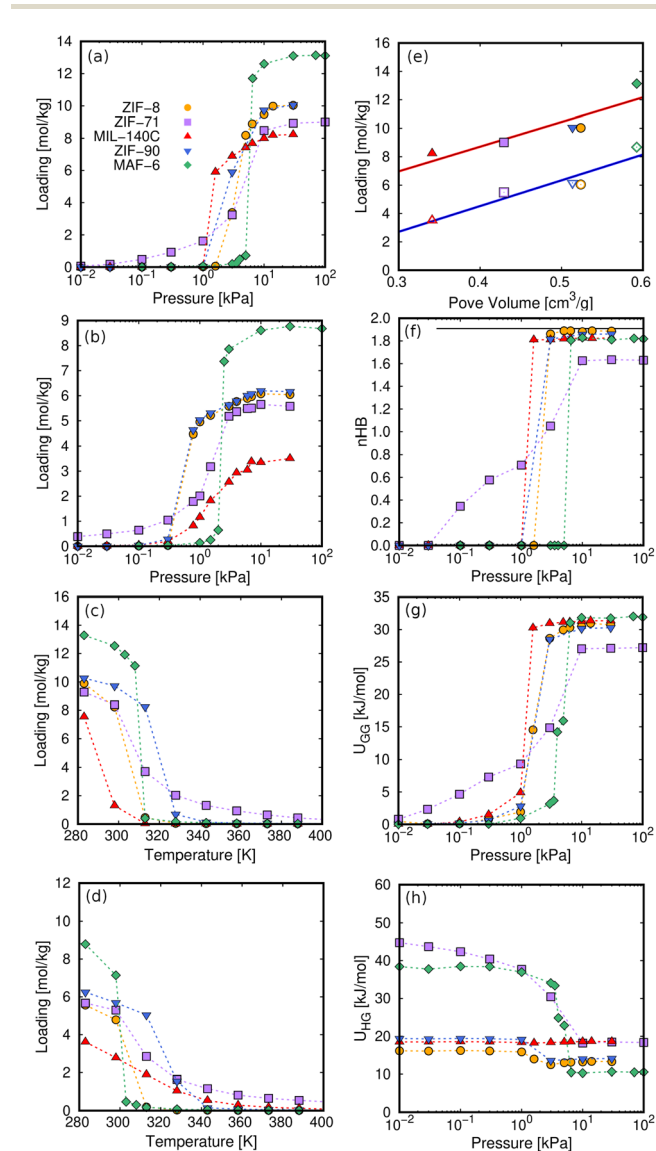 (a)
Loading [mol/kg]
14
12
10
8
6
4
2
0
ZIF-8
ZIF-71
MIL-140C
ZIF-90
MAF-6
10⁻² 10⁻¹ 10⁰ 10¹ 10²
Pressure [kPa]
(b)
Loading [mol/kg]
9
8
7
6
5
4
3
2
1
0
10⁻² 10⁻¹ 10⁰ 10¹ 10²
Pressure [kPa]
(c)
Loading [mol/kg]
16
14
12
10
8
6
4
2
0
280 300 320 340 360 380 400
Temperature [K]
(d)
Loading [mol/kg]
12
10
8
6
4
2
0
280 300 320 340 360 380 400
Temperature [K]
(e)
Loading [mol/kg]
16
14
12
10
8
6
4
2
0
0.3 0.4 0.5 0.6
Pove Volume [cm³/g]
(f)
nHB
2.0
1.8
1.6
1.4
1.2
1.0
0.8
0.6
0.4
0.2
0.0
10⁻² 10⁻¹ 10⁰ 10¹ 10²
Pressure [kPa]
(g)
U_GG [kJ/mol]
35
30
25
20
15
10
5
0
10⁻² 10⁻¹ 10⁰ 10¹ 10²
Pressure [kPa]
(h)
U_HG [kJ/mol]
60
50
40
30
20
10
0
10⁻² 10⁻¹ 10⁰ 10¹ 10²
Pressure [kPa]